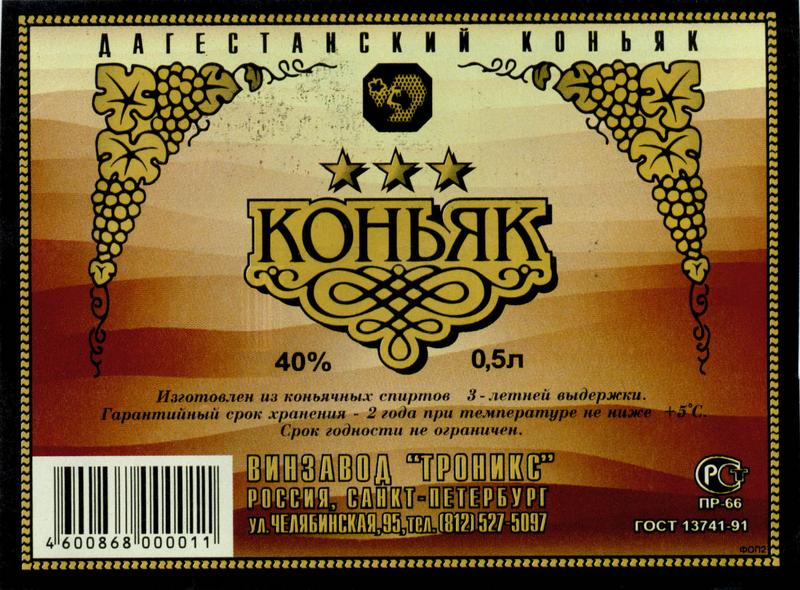 ДАГЕСТАНСКИЙ КОНЬЯК
КОНЬЯК
40% 0,5л
Изготовлен из коньячных спиртов 3-летней выдержки.
Гарантийный срок хранения - 2 года при температуре не ниже +5°С.
Срок годности не ограничен.
ВИНЗАВОД "ТРОНИКС"
РОССИЯ, САНКТ-ПЕТЕРБУРГ
ул. ЧЕЛЯБИНСКАЯ, 95, тел. (812) 527-5097
4 600868 000011
РСТ
ПР-66
ГОСТ 13741-91
ФОП2